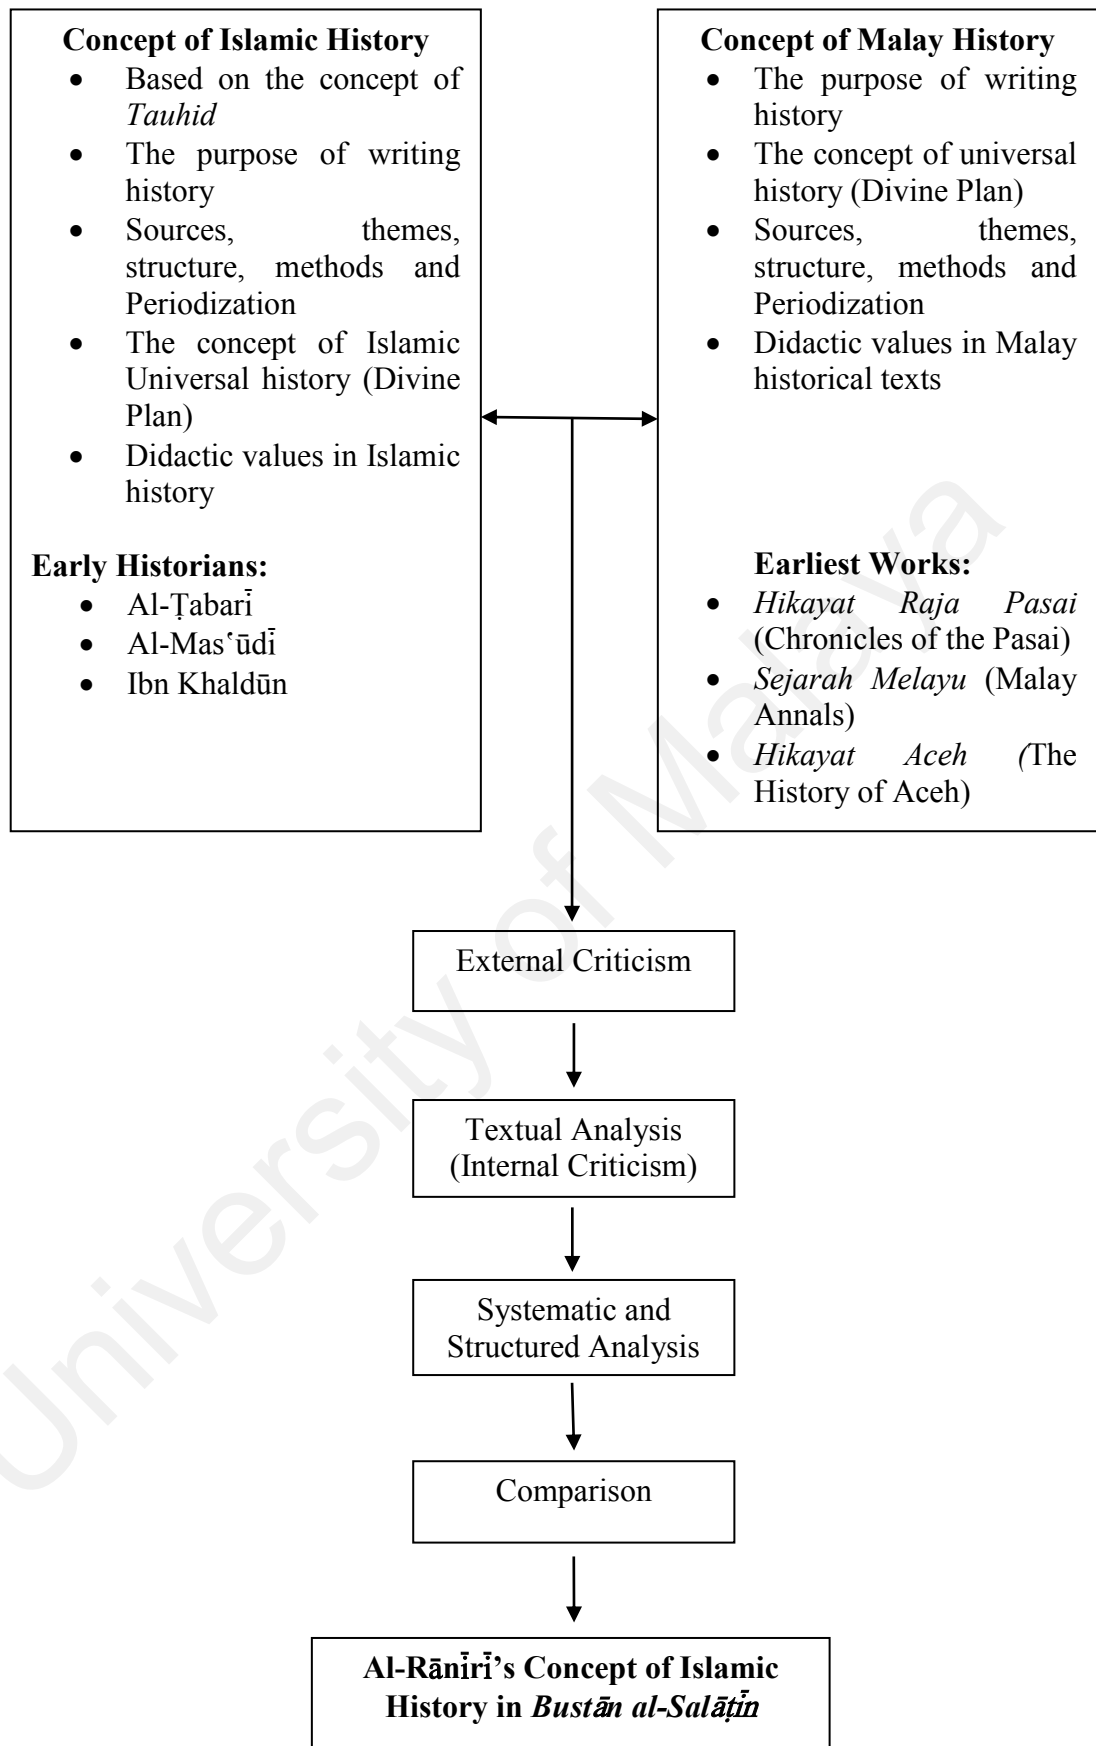 Concept of Islamic History
• Based on the concept of
Tauhid
• The purpose of writing
history
• Sources, themes,
structure, methods and
Periodization
• The concept of Islamic
Universal history (Divine
Plan)
• Didactic values in Islamic
history
Early Historians:
• Al-Ṭabarī
• Al-Mas‘ūdī
• Ibn Khaldūn
Concept of Malay History
• The purpose of writing
history
• The concept of universal
history (Divine Plan)
• Sources, themes,
structure, methods and
Periodization
• Didactic values in Malay
historical texts
Earliest Works:
• Hikayat Raja Pasai
(Chronicles of the Pasai)
• Sejarah Melayu (Malay
Annals)
• Hikayat Aceh (The
History of Aceh)
External Criticism
Textual Analysis
(Internal Criticism)
Systematic and
Structured Analysis
Comparison
Al-Rānīrī’s Concept of Islamic
History in Bustān al-Salāṭīn
University of Malaya